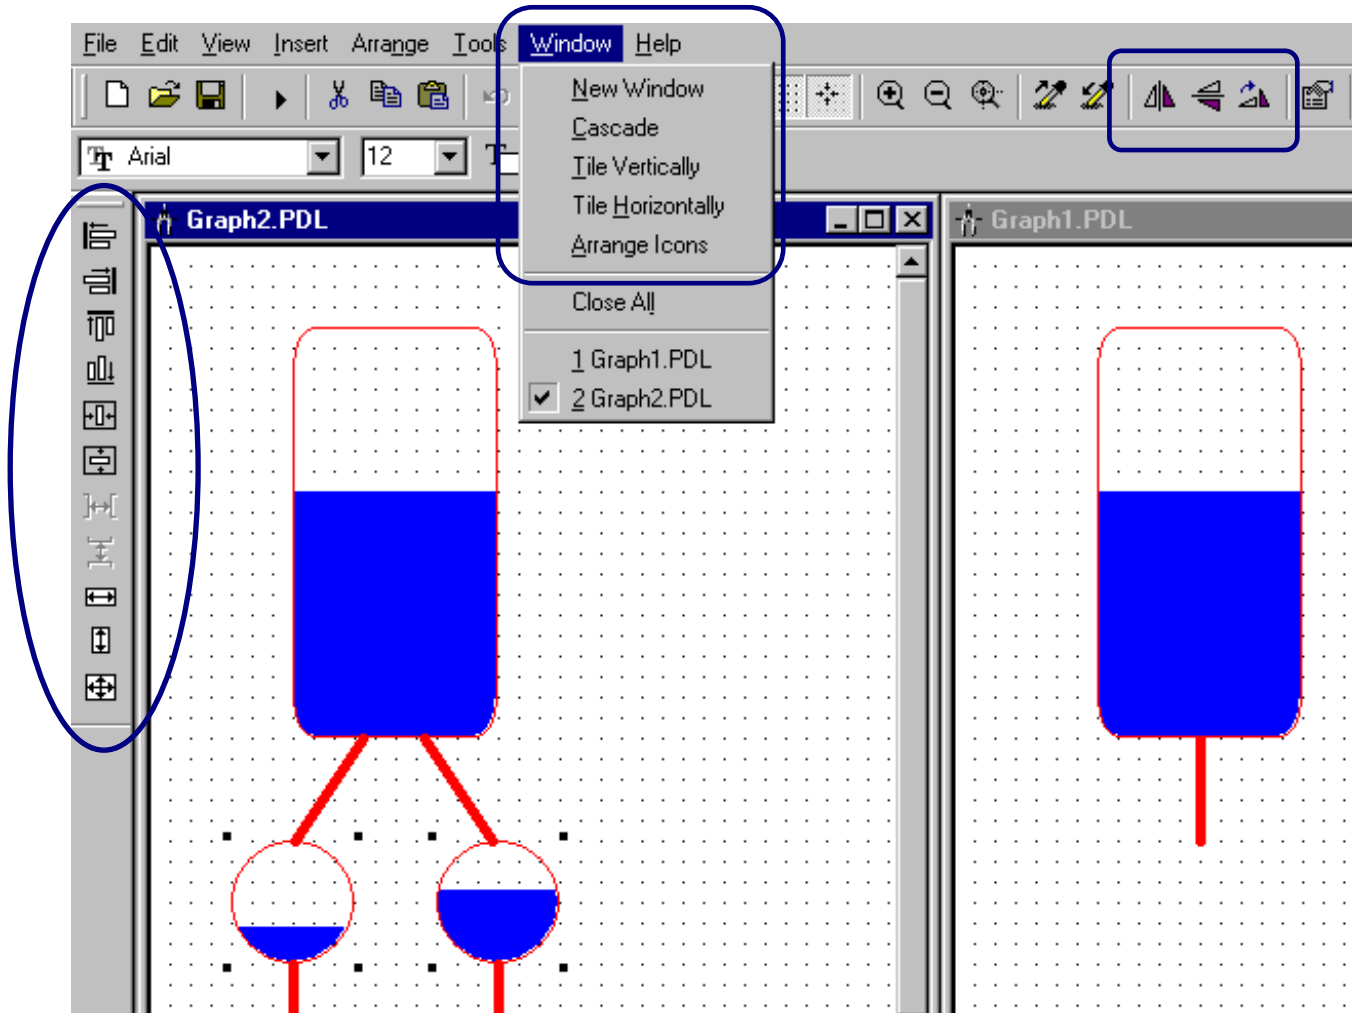 File Edit View Insert Arrange Tools Window Help
New Window
Cascade
Arial 12
Tile Vertically
Tile Horizontally
Graph2.PDL Graph1.PDL
Arrange Icons
Close All
1 Graph1.PDL
2 Graph2.PDL